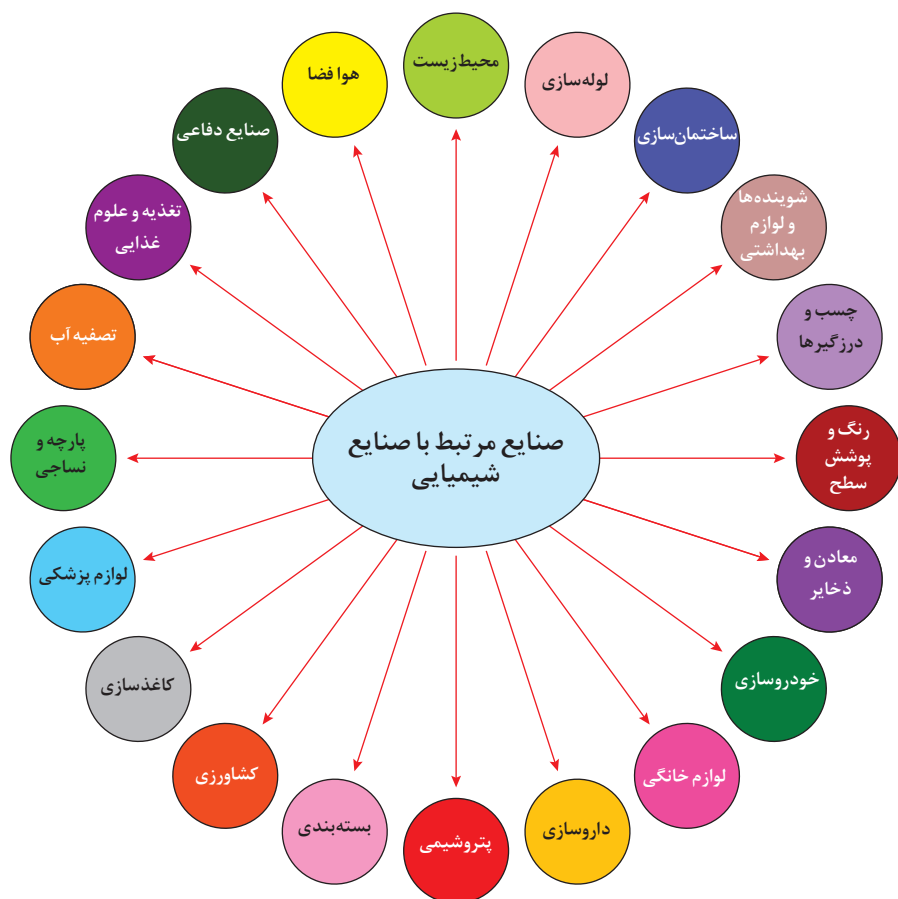 صنایع مرتبط با صنایع
شیمیایی
محیط‌زیست
لوله‌سازی
ساختمان‌سازی
شوینده‌ها
و لوازم
بهداشتی
چسب و
درزگیرها
رنگ و
پوشش
سطح
معادن و
ذخایر
خودروسازی
لوازم خانگی
داروسازی
پتروشیمی
بسته‌بندی
کشاورزی
کاغذسازی
لوازم پزشکی
پارچه و
نساجی
تصفیه آب
تغذیه و علوم
غذایی
صنایع دفاعی
هوا فضا